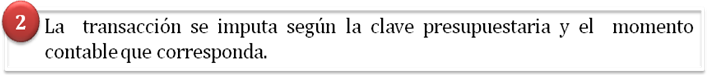 2
La transacción se imputa según la clave presupuestaria y el momento
contable que corresponda.